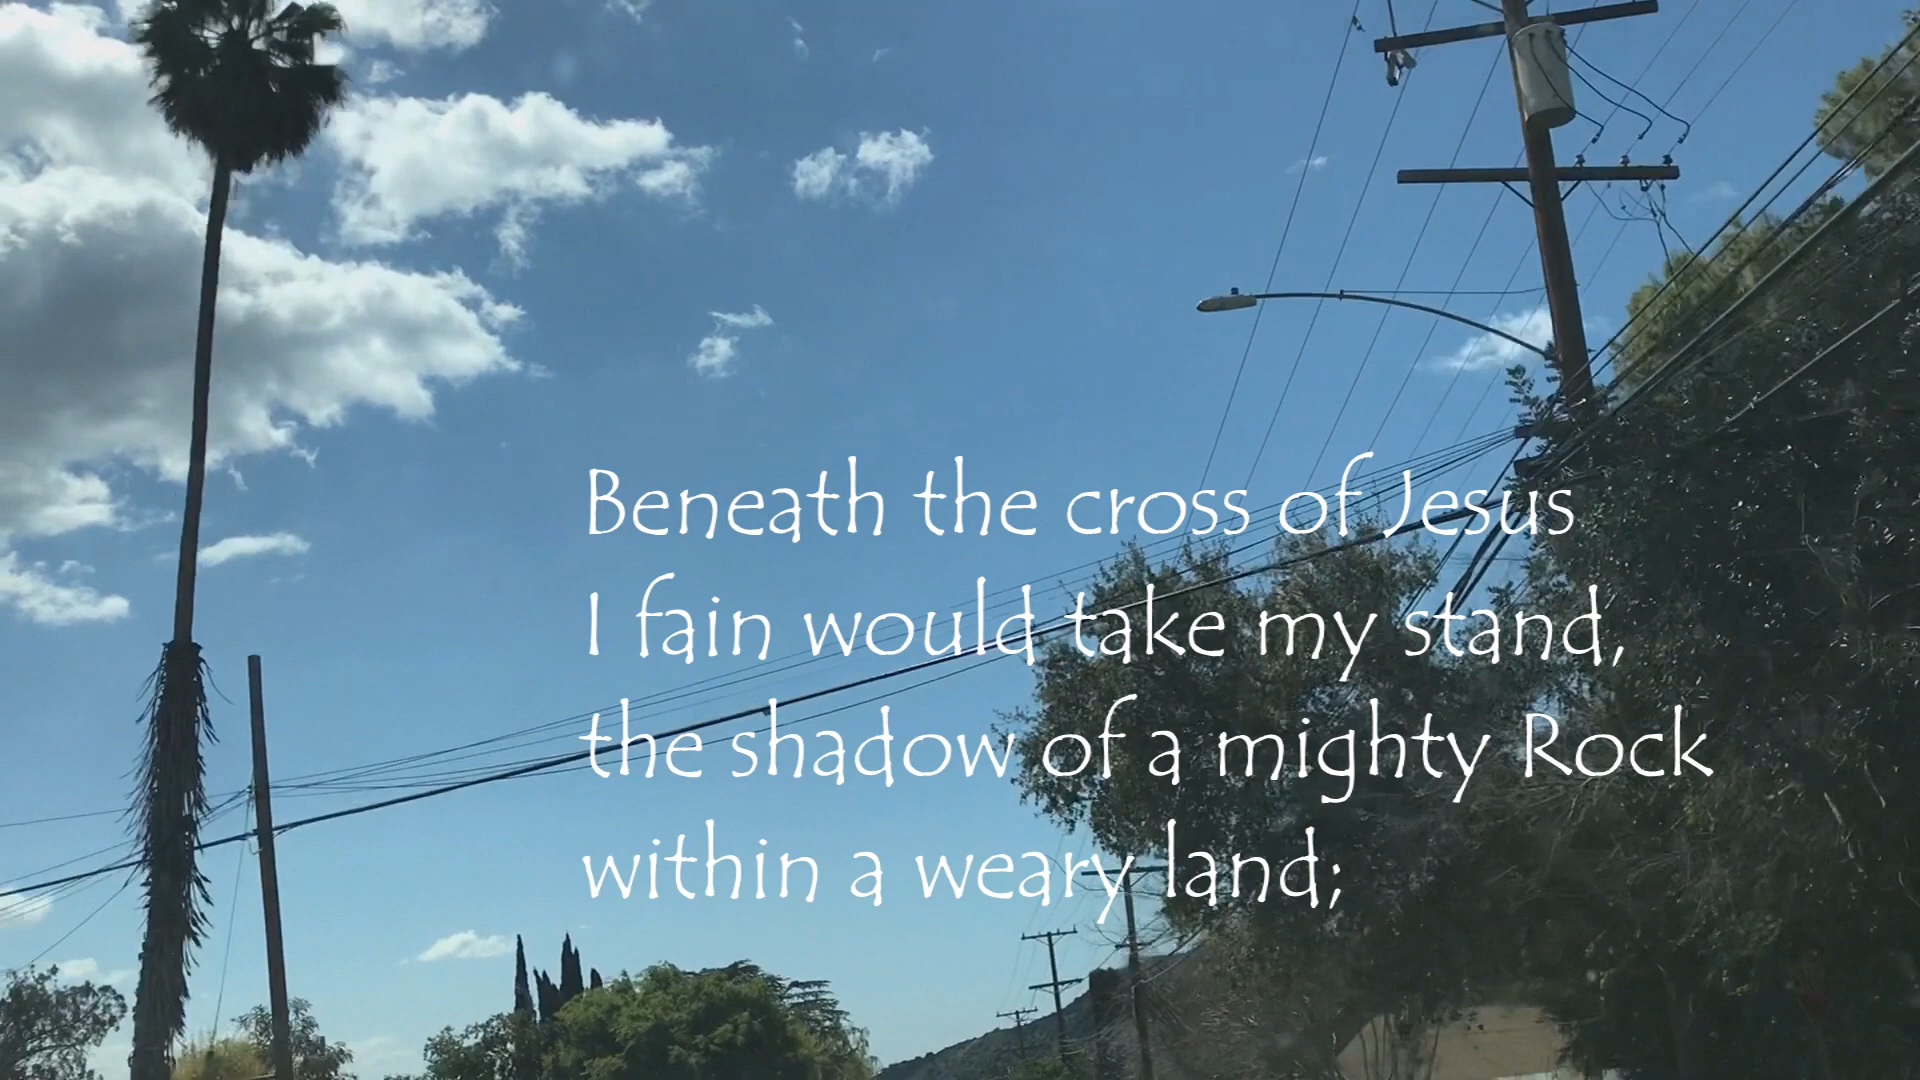 Beneath the cross of Jesus
I fain would take my stand,
the shadow of a mighty Rock
within a weary land;